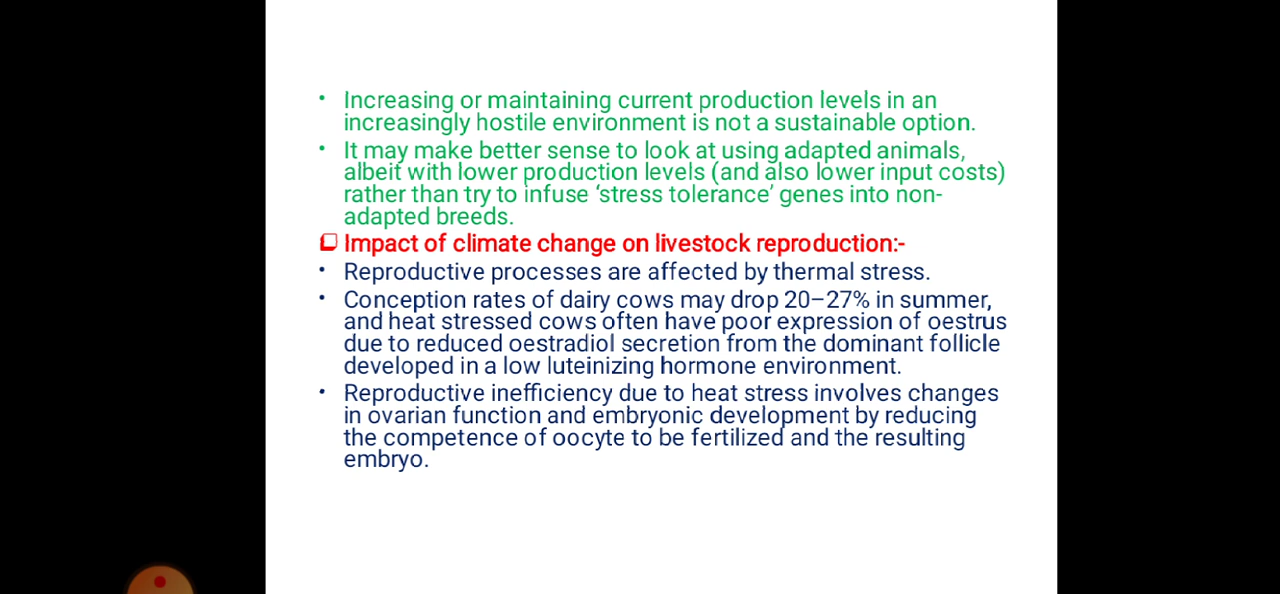 • Increasing or maintaining current production levels in an
increasingly hostile environment is not a sustainable option.
• It may make better sense to look at using adapted animals,
albeit with lower production levels (and also lower input costs)
rather than try to infuse ‘stress tolerance’ genes into non-
adapted breeds.
❑ Impact of climate change on livestock reproduction:-
• Reproductive processes are affected by thermal stress.
• Conception rates of dairy cows may drop 20–27% in summer,
and heat stressed cows often have poor expression of oestrus
due to reduced oestradiol secretion from the dominant follicle
developed in a low luteinizing hormone environment.
• Reproductive inefficiency due to heat stress involves changes
in ovarian function and embryonic development by reducing
the competence of oocyte to be fertilized and the resulting
embryo.